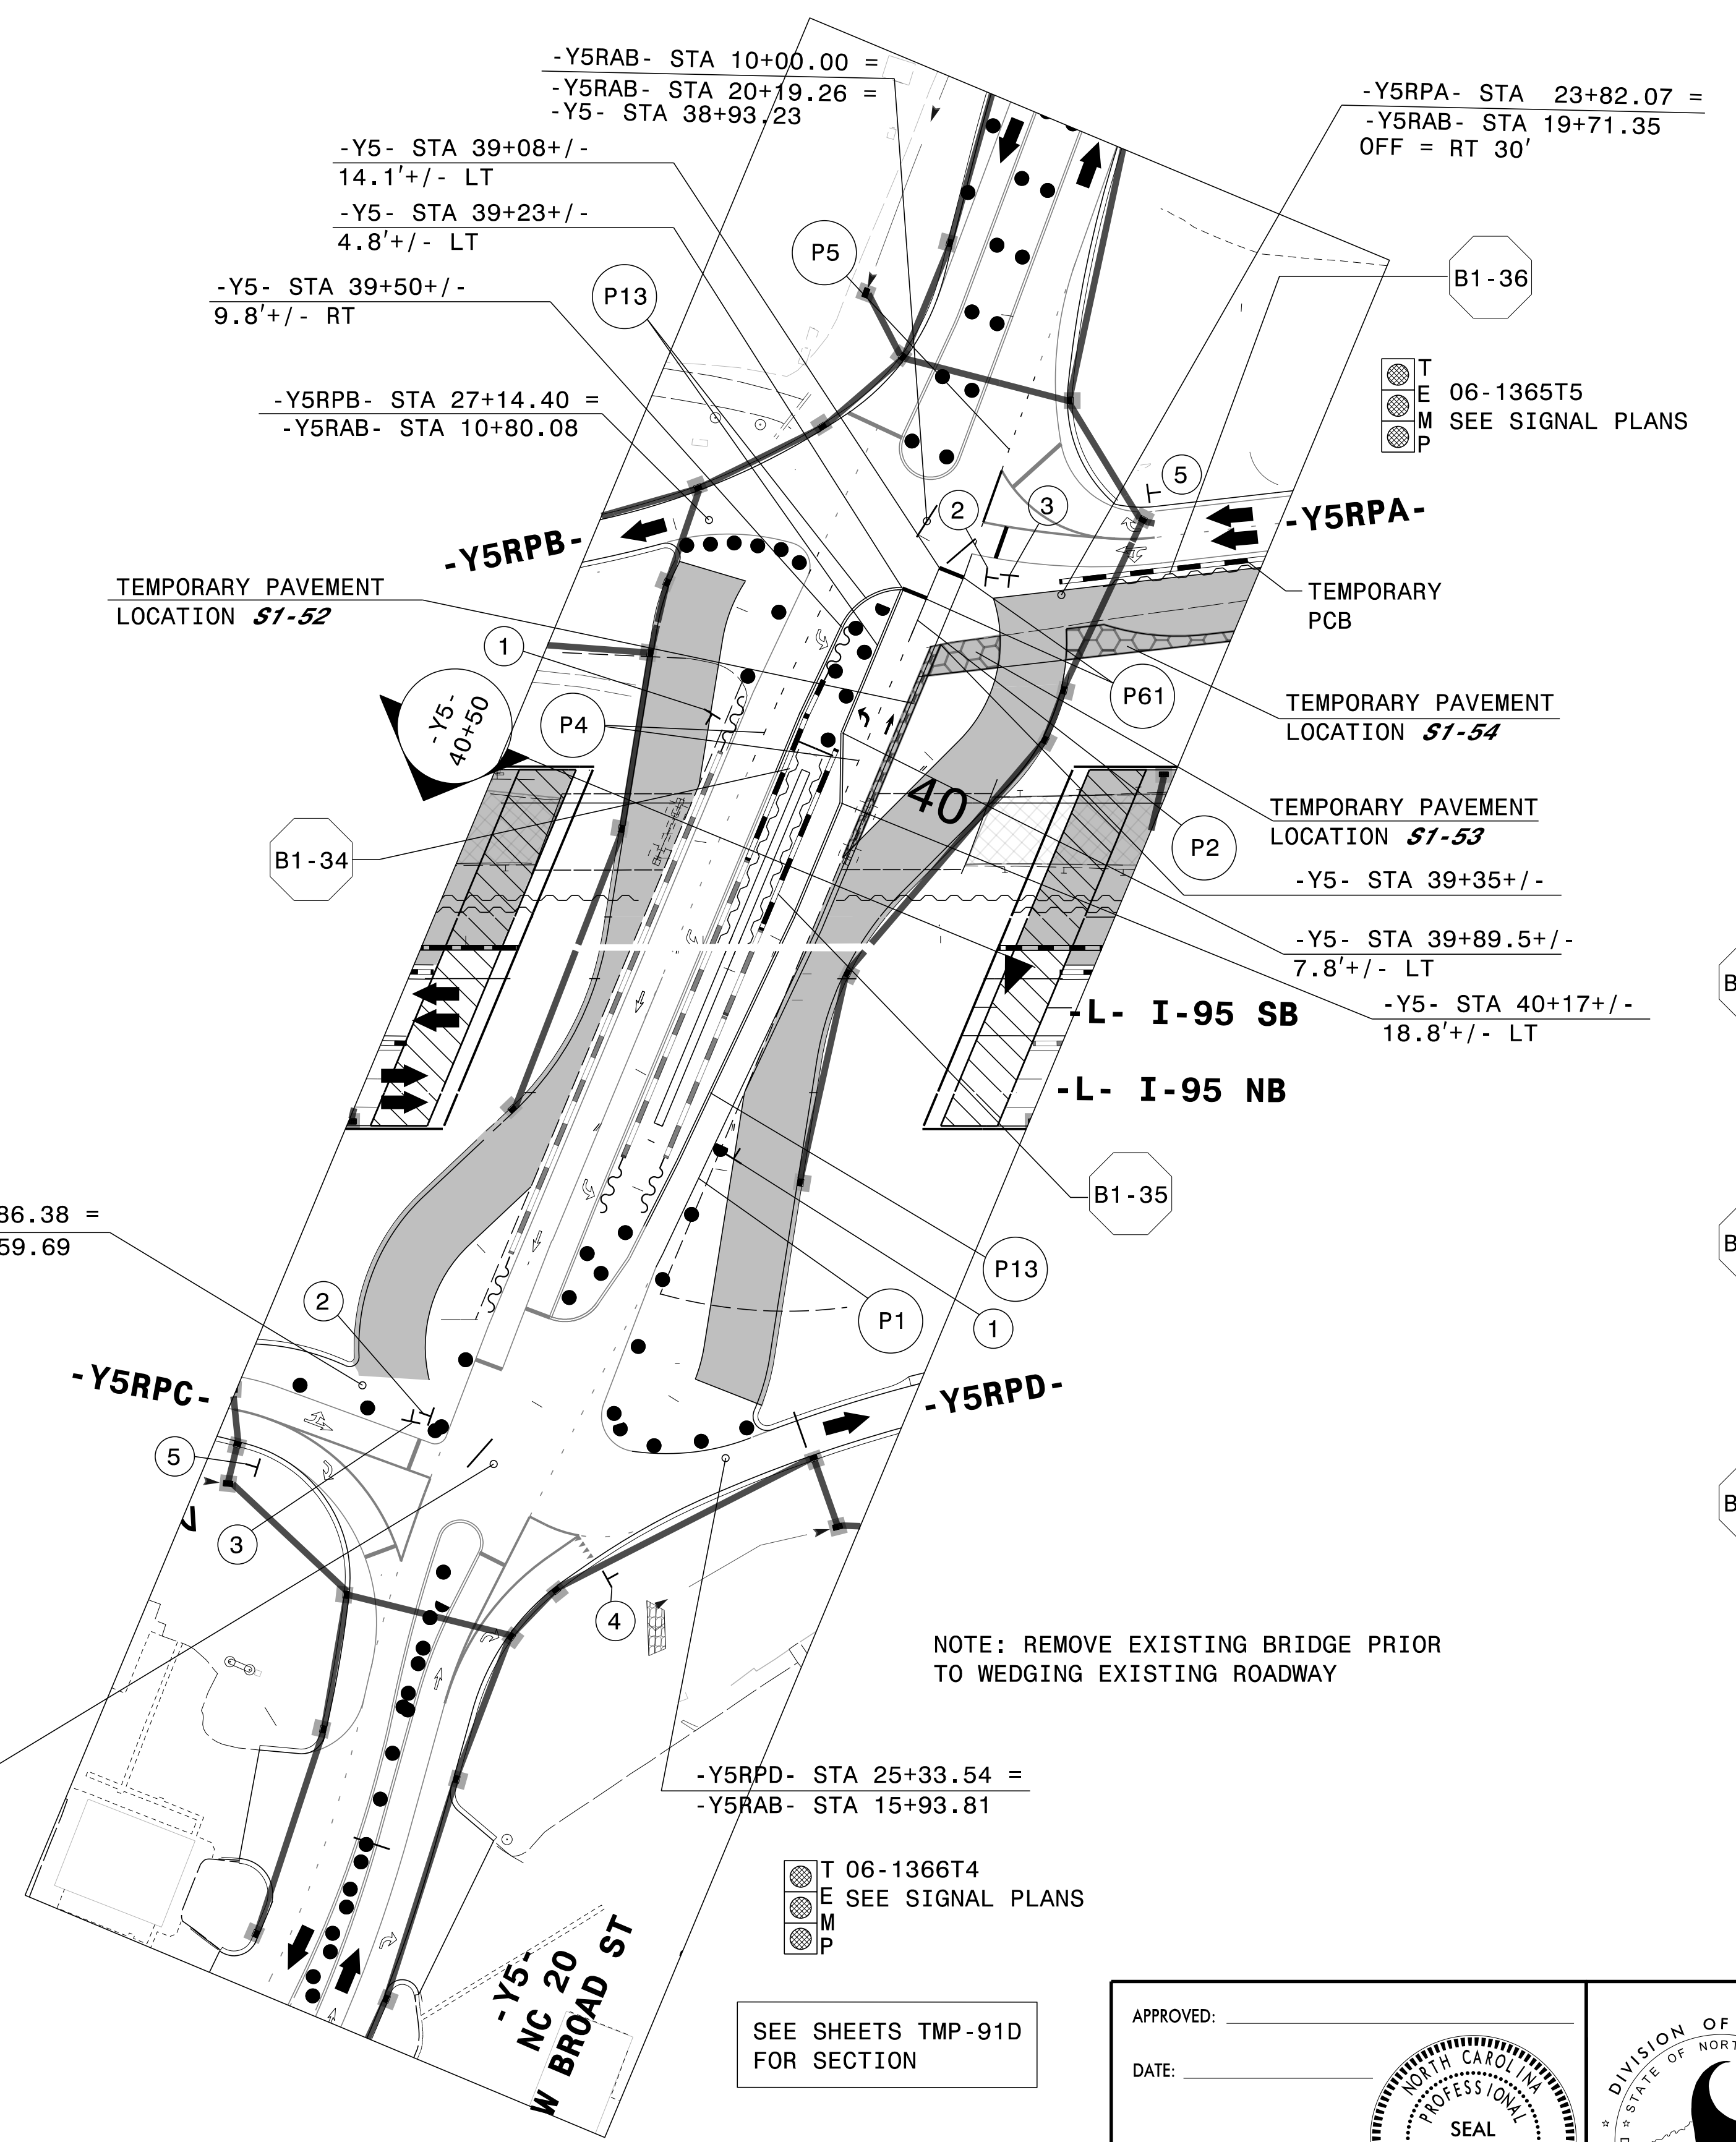 -Y5RAB- STA 10+00.00 =
-Y5RAB- STA 20+19.26 =
-Y5- STA 38+93.23
-Y5RPA- STA 23+82.07 =
-Y5RAB- STA 19+71.35
OFF = RT 30'
-Y5- STA 39+08+/-
14.1'+/- LT
-Y5- STA 39+23+/-
4.8'+/- LT
-Y5- STA 39+50+/-
9.8'+/- RT
P13
P5
B1-36
-Y5RPB- STA 27+14.40 =
-Y5RAB- STA 10+80.08
TEMP
06-1365T5
SEE SIGNAL PLANS
5
2
3
-Y5RPA-
-Y5RPB-
TEMPORARY PAVEMENT
LOCATION S1-52
TEMPORARY
PCB
1
P4
-Y5-
40+50
P61
TEMPORARY PAVEMENT
LOCATION S1-54
40
TEMPORARY PAVEMENT
LOCATION S1-53
P2
B1-34
-Y5- STA 39+35+/-
-Y5- STA 39+89.5+/-
7.8'+/- LT
-Y5- STA 40+17+/-
18.8'+/- LT
-L- I-95 SB
-L- I-95 NB
B1-35
86.38 =
59.69
P13
P1
1
2
-Y5RPC-
-Y5RPD-
5
3
4
NOTE: REMOVE EXISTING BRIDGE PRIOR
TO WEDGING EXISTING ROADWAY
-Y5RPD- STA 25+33.54 =
-Y5RAB- STA 15+93.81
TEMP
06-1366T4
SEE SIGNAL PLANS
-Y5-
NC 20
W BROAD ST
SEE SHEETS TMP-91D
FOR SECTION
APPROVED:
DATE:
NORTH CAROLINA
PROFESSIONAL
SEAL
DIVISION OF
STATE OF NORT
B
B
B